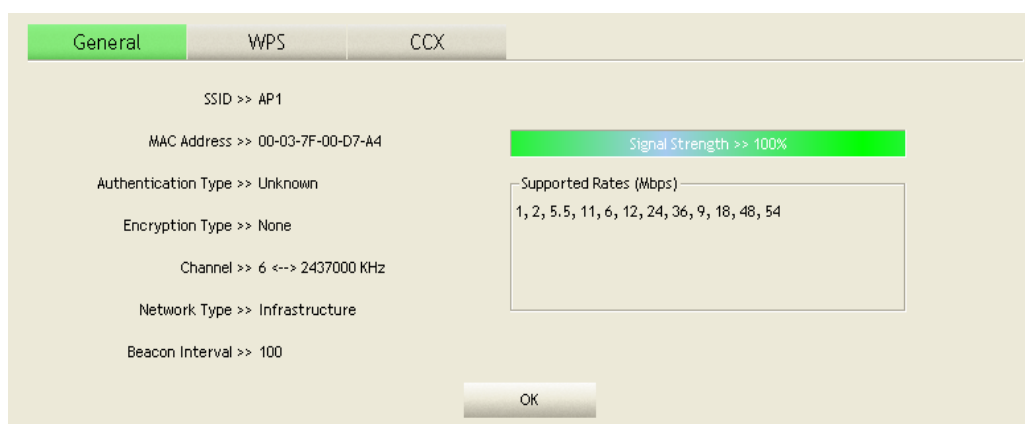 General WPS CCX
SSID >> AP1
MAC Address >> 00-03-7F-00-D7-A4
Authentication Type >> Unknown
Encryption Type >> None
Channel >> 6 <--> 2437000 KHz
Network Type >> Infrastructure
Beacon Interval >> 100
Signal Strength >> 100%
Supported Rates (Mbps)
1, 2, 5.5, 11, 6, 12, 24, 36, 9, 18, 48, 54
OK